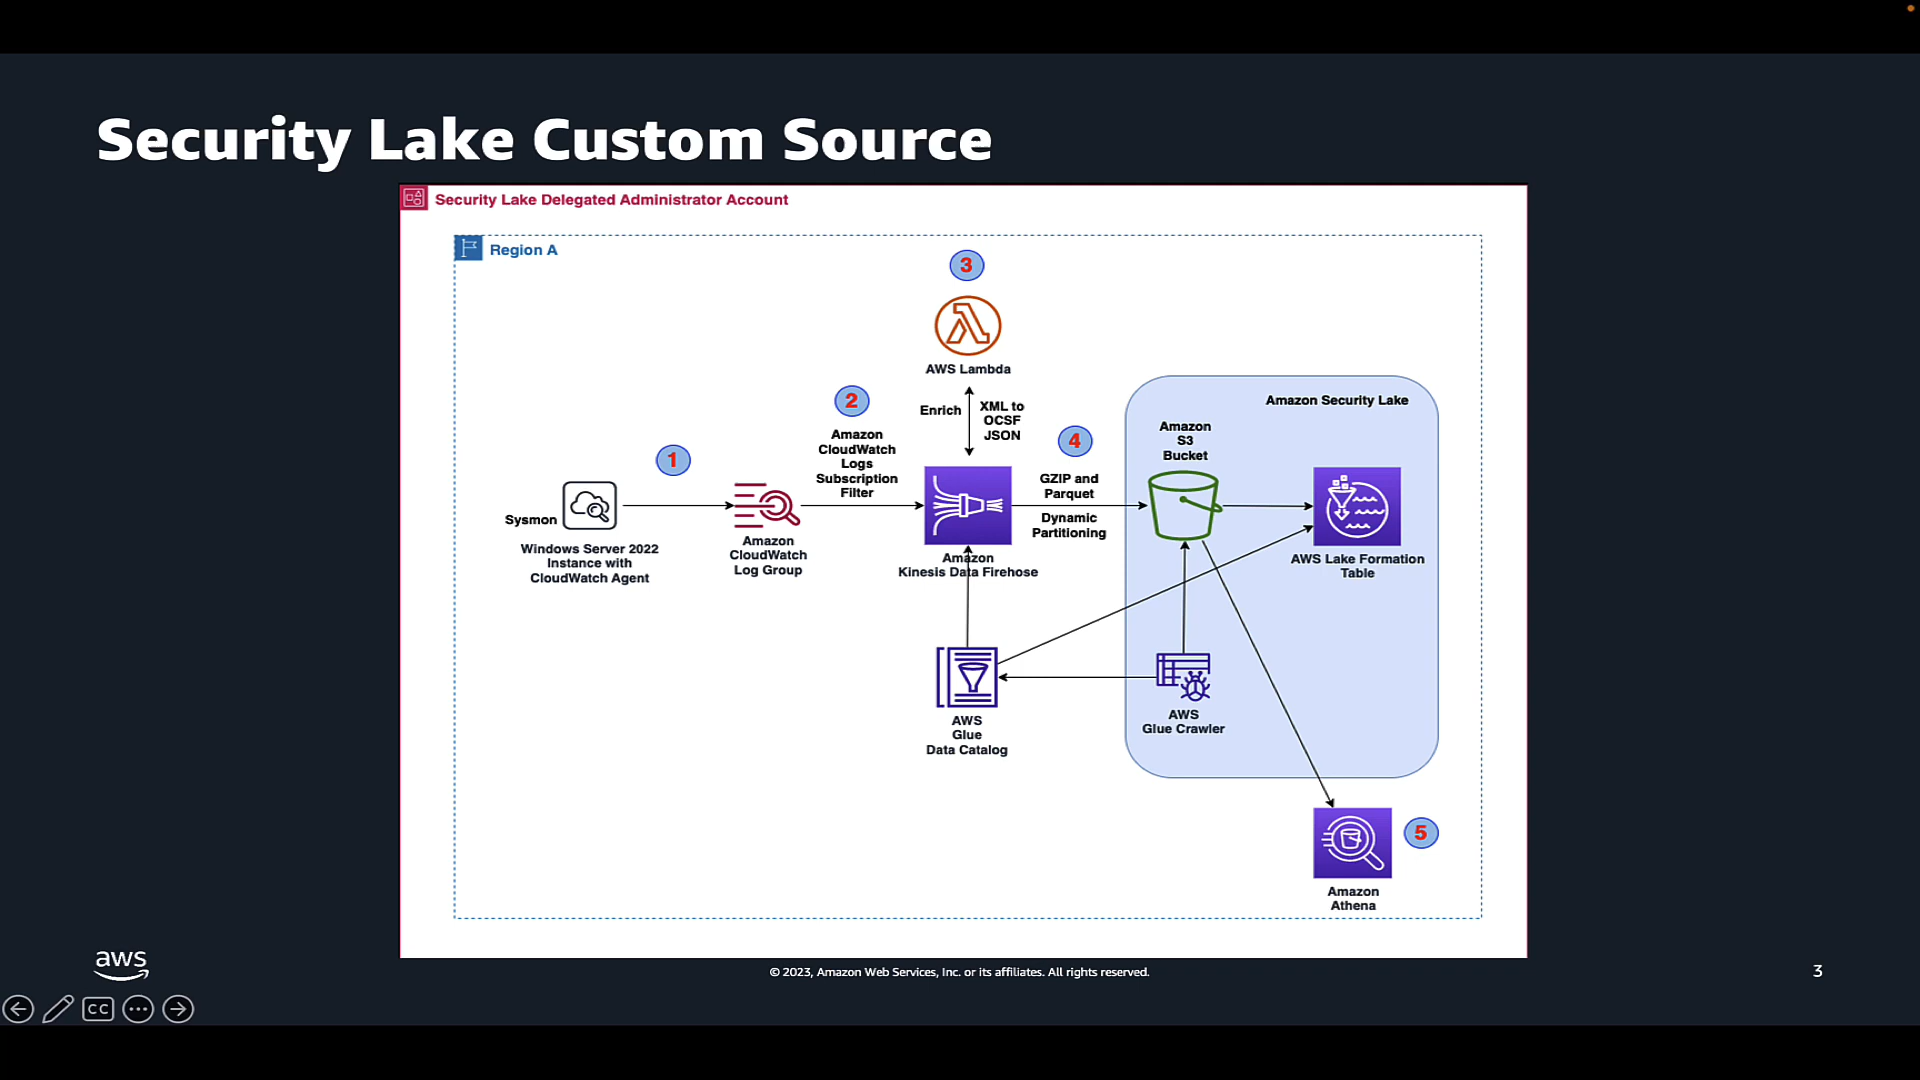 Security Lake Custom Source
Security Lake Delegated Administrator Account
Region A
3
AWS Lambda
Enrich
XML to
OCSF
JSON
2
Amazon
CloudWatch
Logs
Subscription
Filter
1
4
GZIP and
Parquet
Dynamic
Partitioning
Amazon Security Lake
Amazon
S3
Bucket
Sysmon
Windows Server 2022
Instance with
CloudWatch Agent
Amazon
CloudWatch
Log Group
Amazon
Kinesis Data Firehose
AWS Lake Formation
Table
AWS
Glue
Data Catalog
AWS
Glue Crawler
5
Amazon
Athena
aws
© 2023, Amazon Web Services, Inc. or its affiliates. All rights reserved.
3
CC